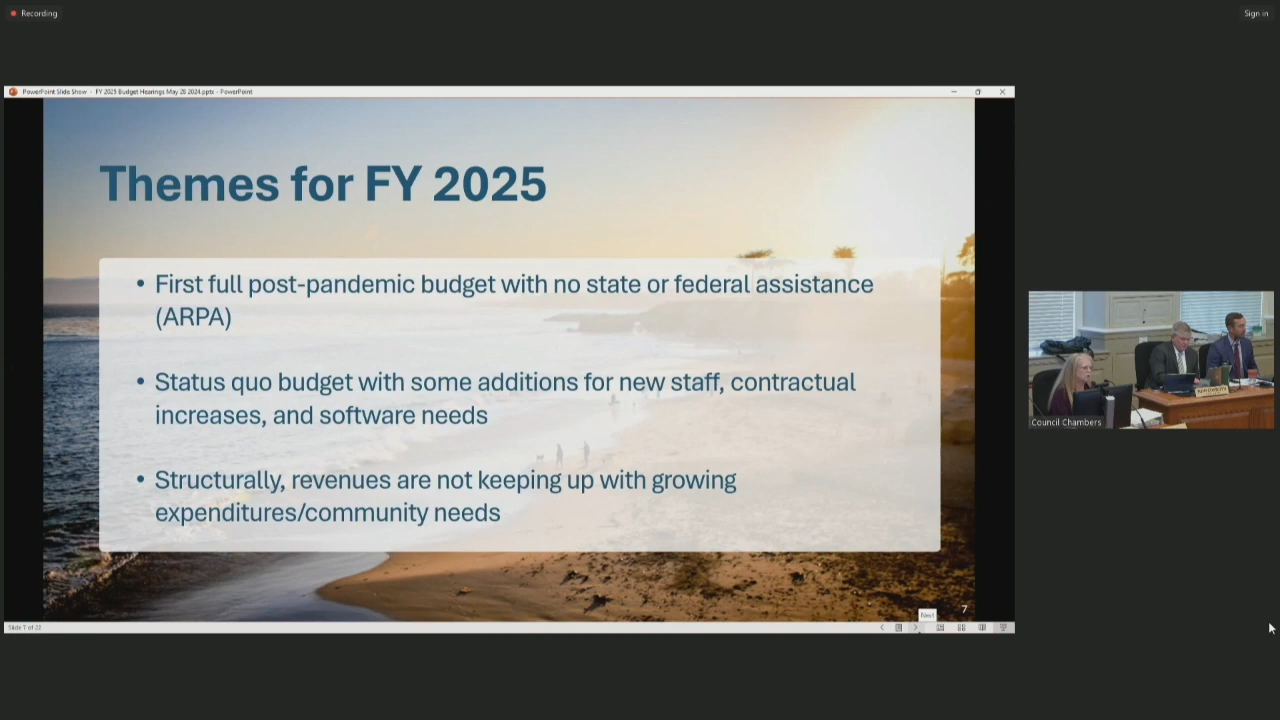 Recording
Sign in
PowerPoint Slide Show - FY 2025 Budget Hearings May 28 2024.pptx - PowerPoint
Themes for FY 2025
• First full post-pandemic budget with no state or federal assistance
(ARPA)
• Status quo budget with some additions for new staff, contractual
increases, and software needs
• Structurally, revenues are not keeping up with growing
expenditures/community needs
Council Chambers
Next
7
Slide 7 of 22